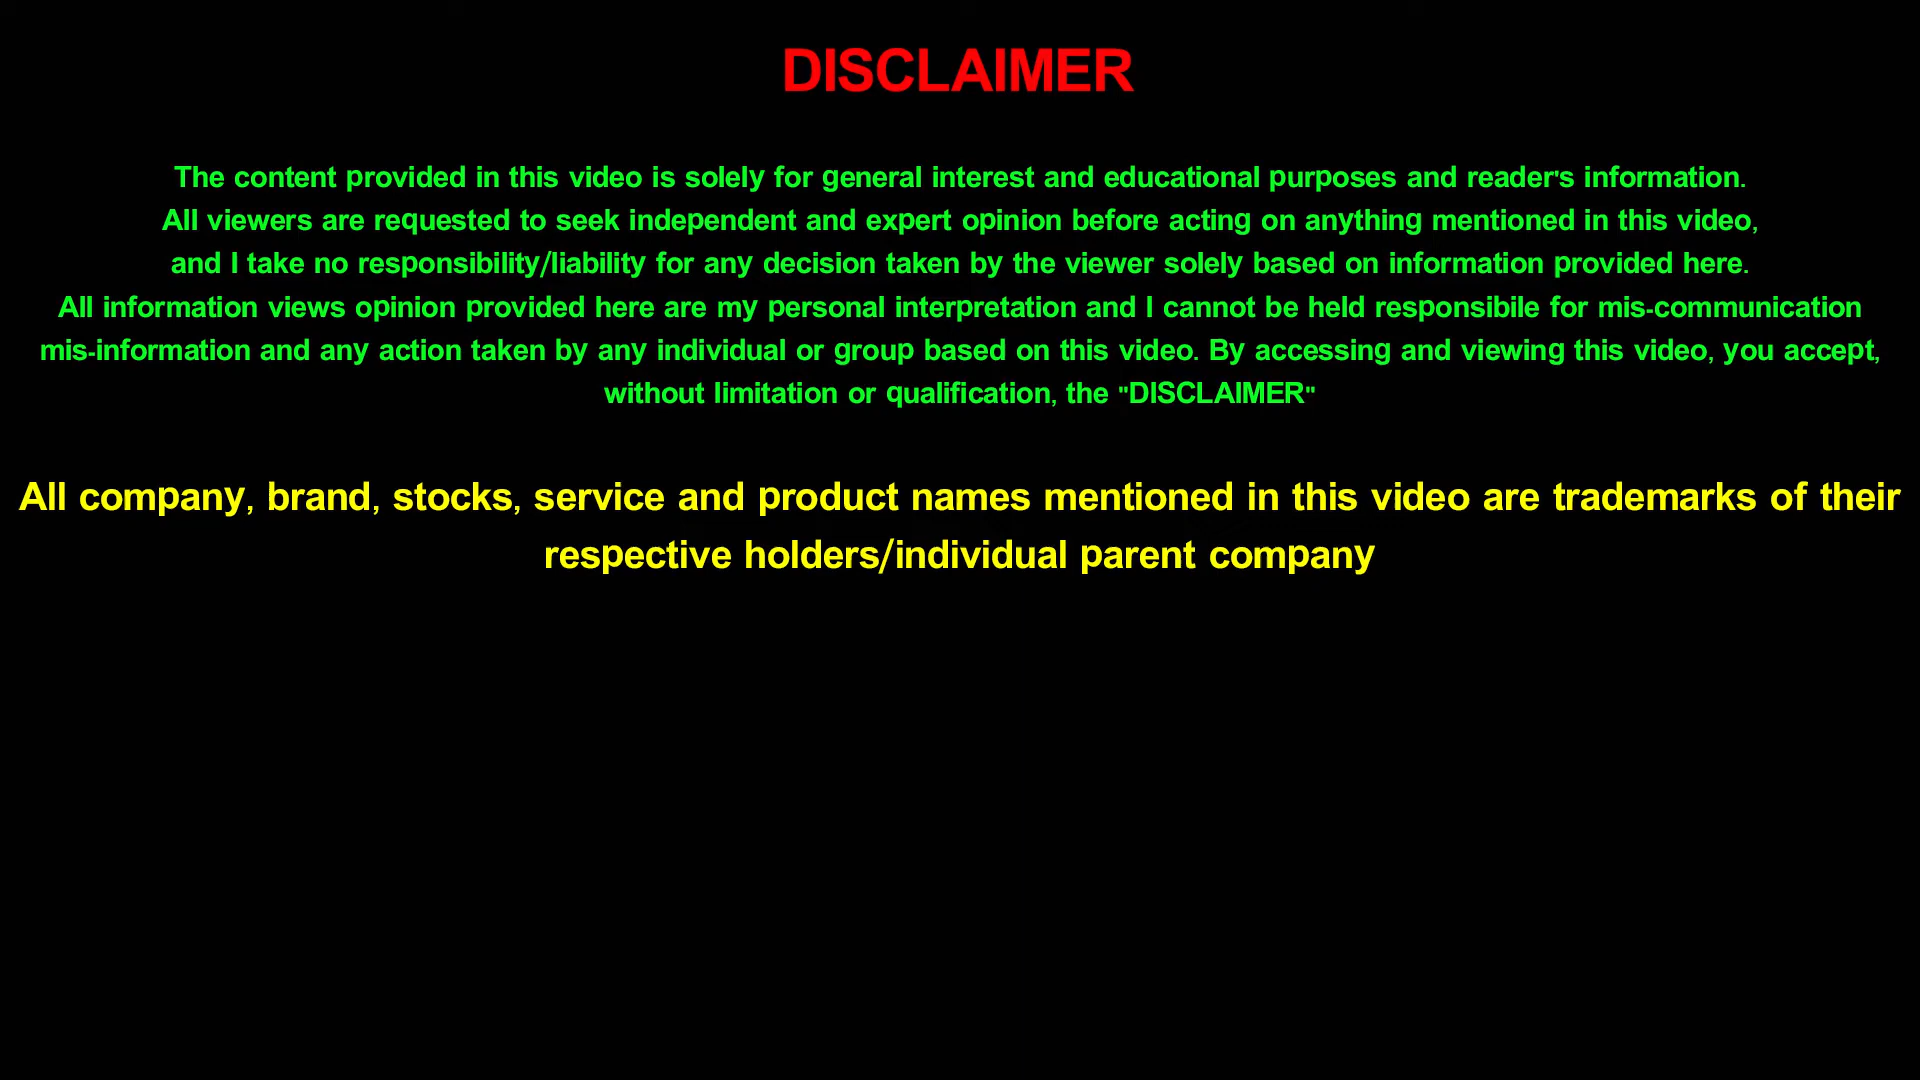 DISCLAIMER
The content provided in this video is solely for general interest and educational purposes and reader's information.
All viewers are requested to seek independent and expert opinion before acting on anything mentioned in this video,
and I take no responsibility/liability for any decision taken by the viewer solely based on information provided here.
All information views opinion provided here are my personal interpretation and I cannot be held responsibile for mis-communication
mis-information and any action taken by any individual or group based on this video. By accessing and viewing this video, you accept,
without limitation or qualification, the "DISCLAIMER"
All company, brand, stocks, service and product names mentioned in this video are trademarks of their
respective holders/individual parent company